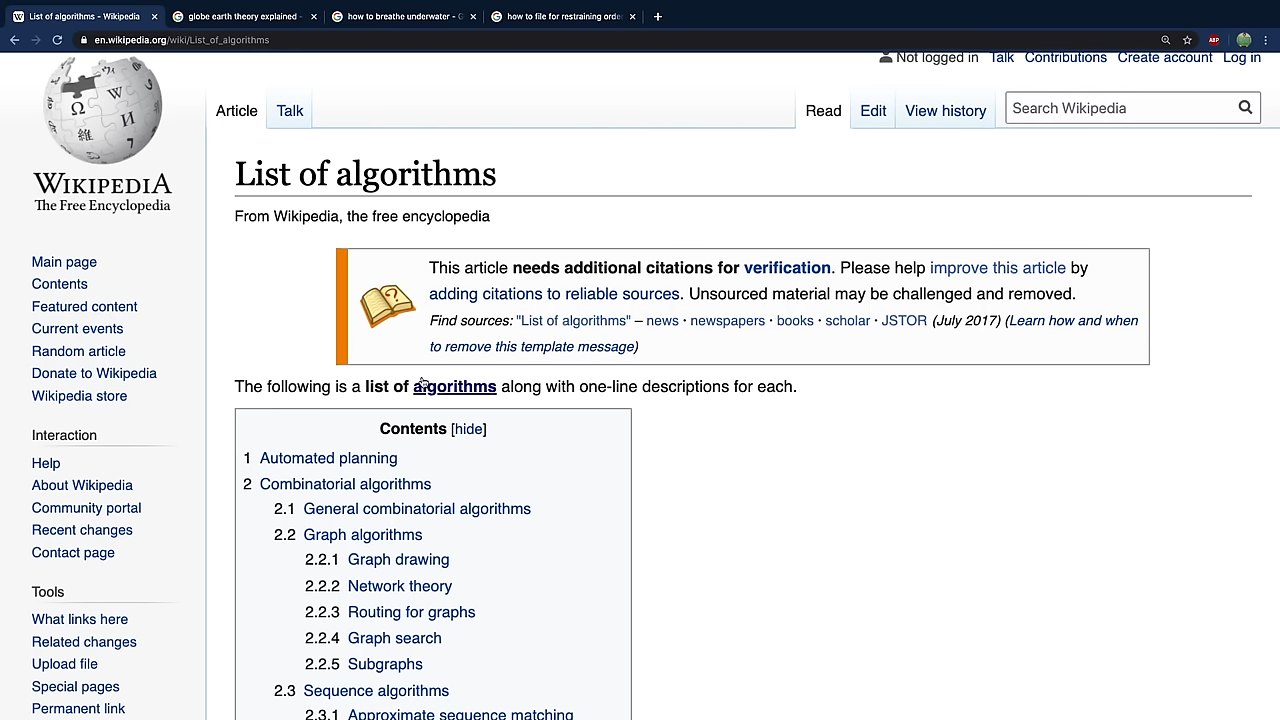 List of algorithms - Wikipedia
globe earth theory explained -
how to breathe underwater - G
how to file for restraining orde
en.wikipedia.org/wiki/List_of_algorithms
ABP
Not logged in Talk Contributions Create account Log in
Article Talk Read Edit View history Search Wikipedia
WIKIPEDIA
The Free Encyclopedia
List of algorithms
From Wikipedia, the free encyclopedia
This article needs additional citations for verification. Please help improve this article by
adding citations to reliable sources. Unsourced material may be challenged and removed.
Find sources: "List of algorithms" – news · newspapers · books · scholar · JSTOR (July 2017) (Learn how and when
to remove this template message)
The following is a list of algorithms along with one-line descriptions for each.
Contents [hide]
1 Automated planning
2 Combinatorial algorithms
2.1 General combinatorial algorithms
2.2 Graph algorithms
2.2.1 Graph drawing
2.2.2 Network theory
2.2.3 Routing for graphs
2.2.4 Graph search
2.2.5 Subgraphs
2.3 Sequence algorithms
2.3.1 Approximate sequence matching
Main page
Contents
Featured content
Current events
Random article
Donate to Wikipedia
Wikipedia store
Interaction
Help
About Wikipedia
Community portal
Recent changes
Contact page
Tools
What links here
Related changes
Upload file
Special pages
Permanent link